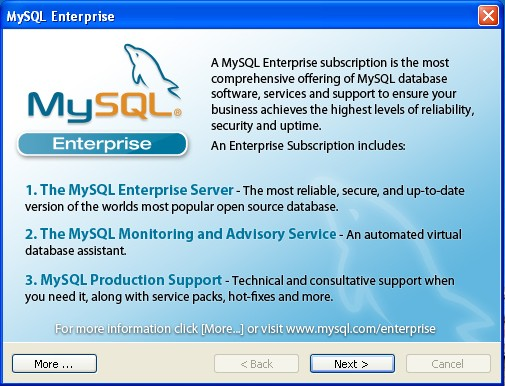 MySQL Enterprise
MySQL®
Enterprise
A MySQL Enterprise subscription is the most
comprehensive offering of MySQL database
software, services and support to ensure your
business achieves the highest levels of reliability,
security and uptime.
An Enterprise Subscription includes:
1. The MySQL Enterprise Server - The most reliable, secure, and up-to-date
version of the worlds most popular open source database.
2. The MySQL Monitoring and Advisory Service - An automated virtual
database assistant.
3. MySQL Production Support - Technical and consultative support when
you need it, along with service packs, hot-fixes and more.
For more information click [More...] or visit www.mysql.com/enterprise
More ...
< Back
Next >
Cancel